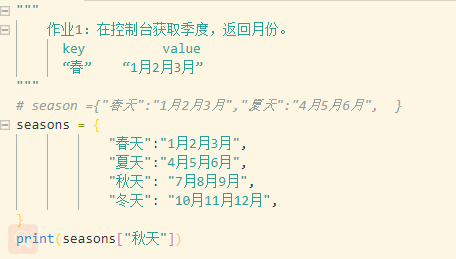 """
作业1: 在控制台获取季度，返回月份。
key value
“春” “1月2月3月”
"""
# season ={"春天":"1月2月3月","夏天":"4月5月6月", }
seasons = {
"春天":"1月2月3月",
"夏天":"4月5月6月",
"秋天": "7月8月9月",
"冬天": "10月11月12月",
}
print(seasons["秋天"])